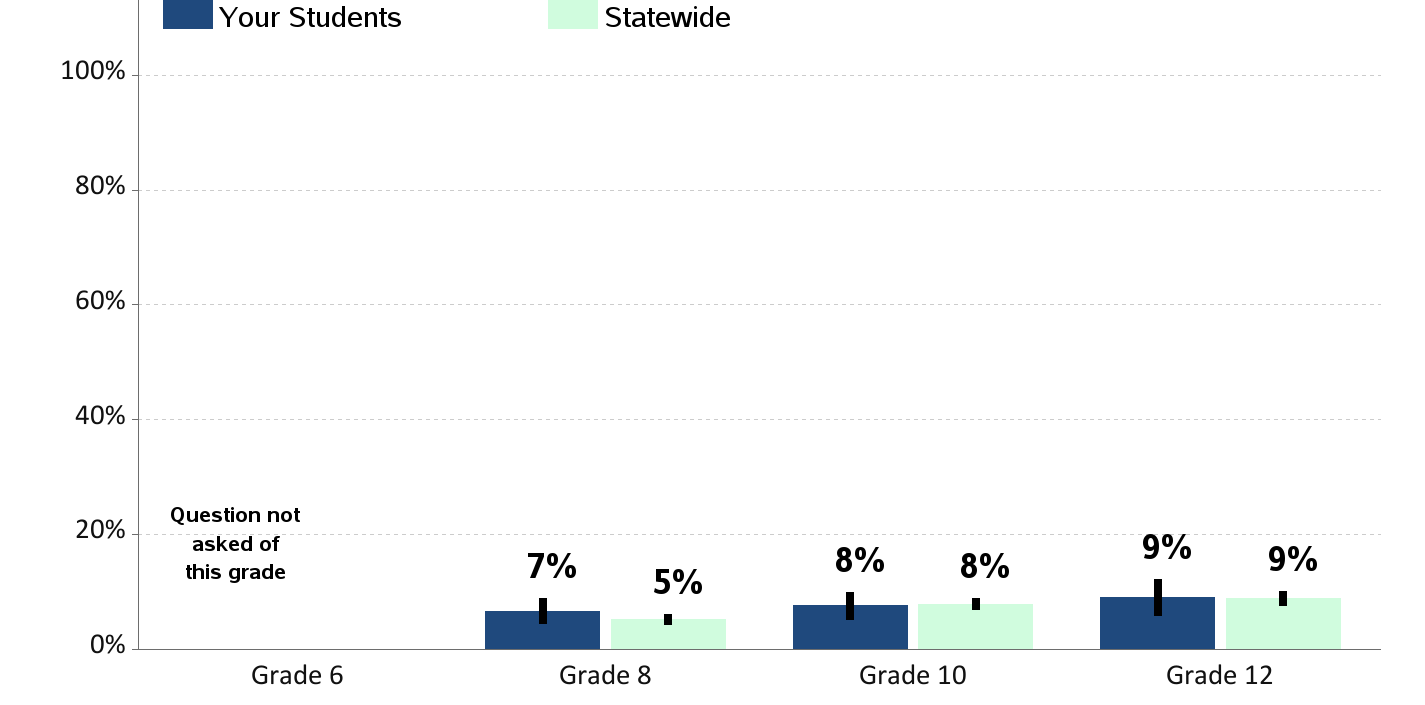 Your Students
Statewide
100%
80%
60%
40%
20%
0%
Question not
asked of
this grade
7%
5%
8%
8%
9%
9%
Grade 6
Grade 8
Grade 10
Grade 12